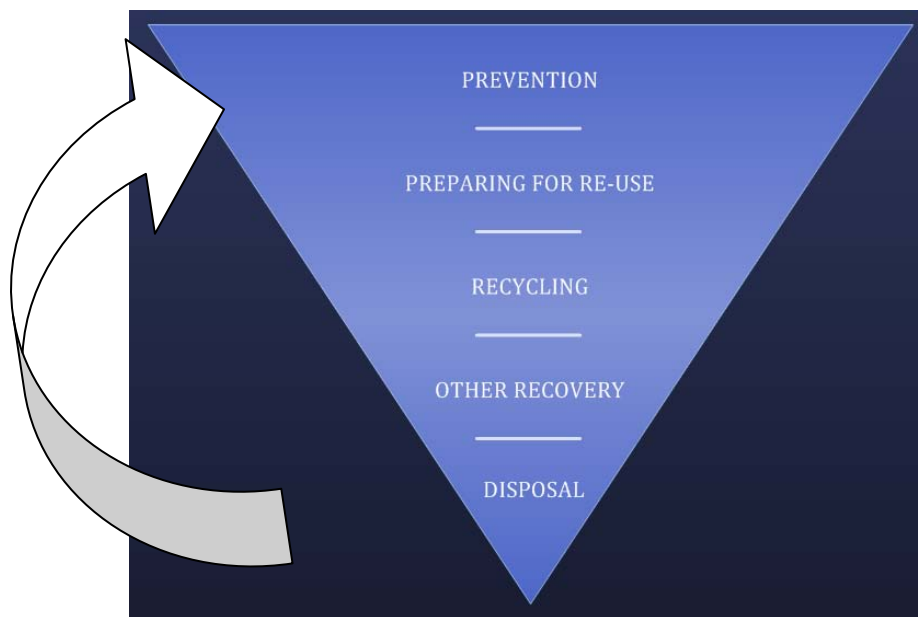 PREVENTION
PREPARING FOR RE-USE
RECYCLING
OTHER RECOVERY
DISPOSAL